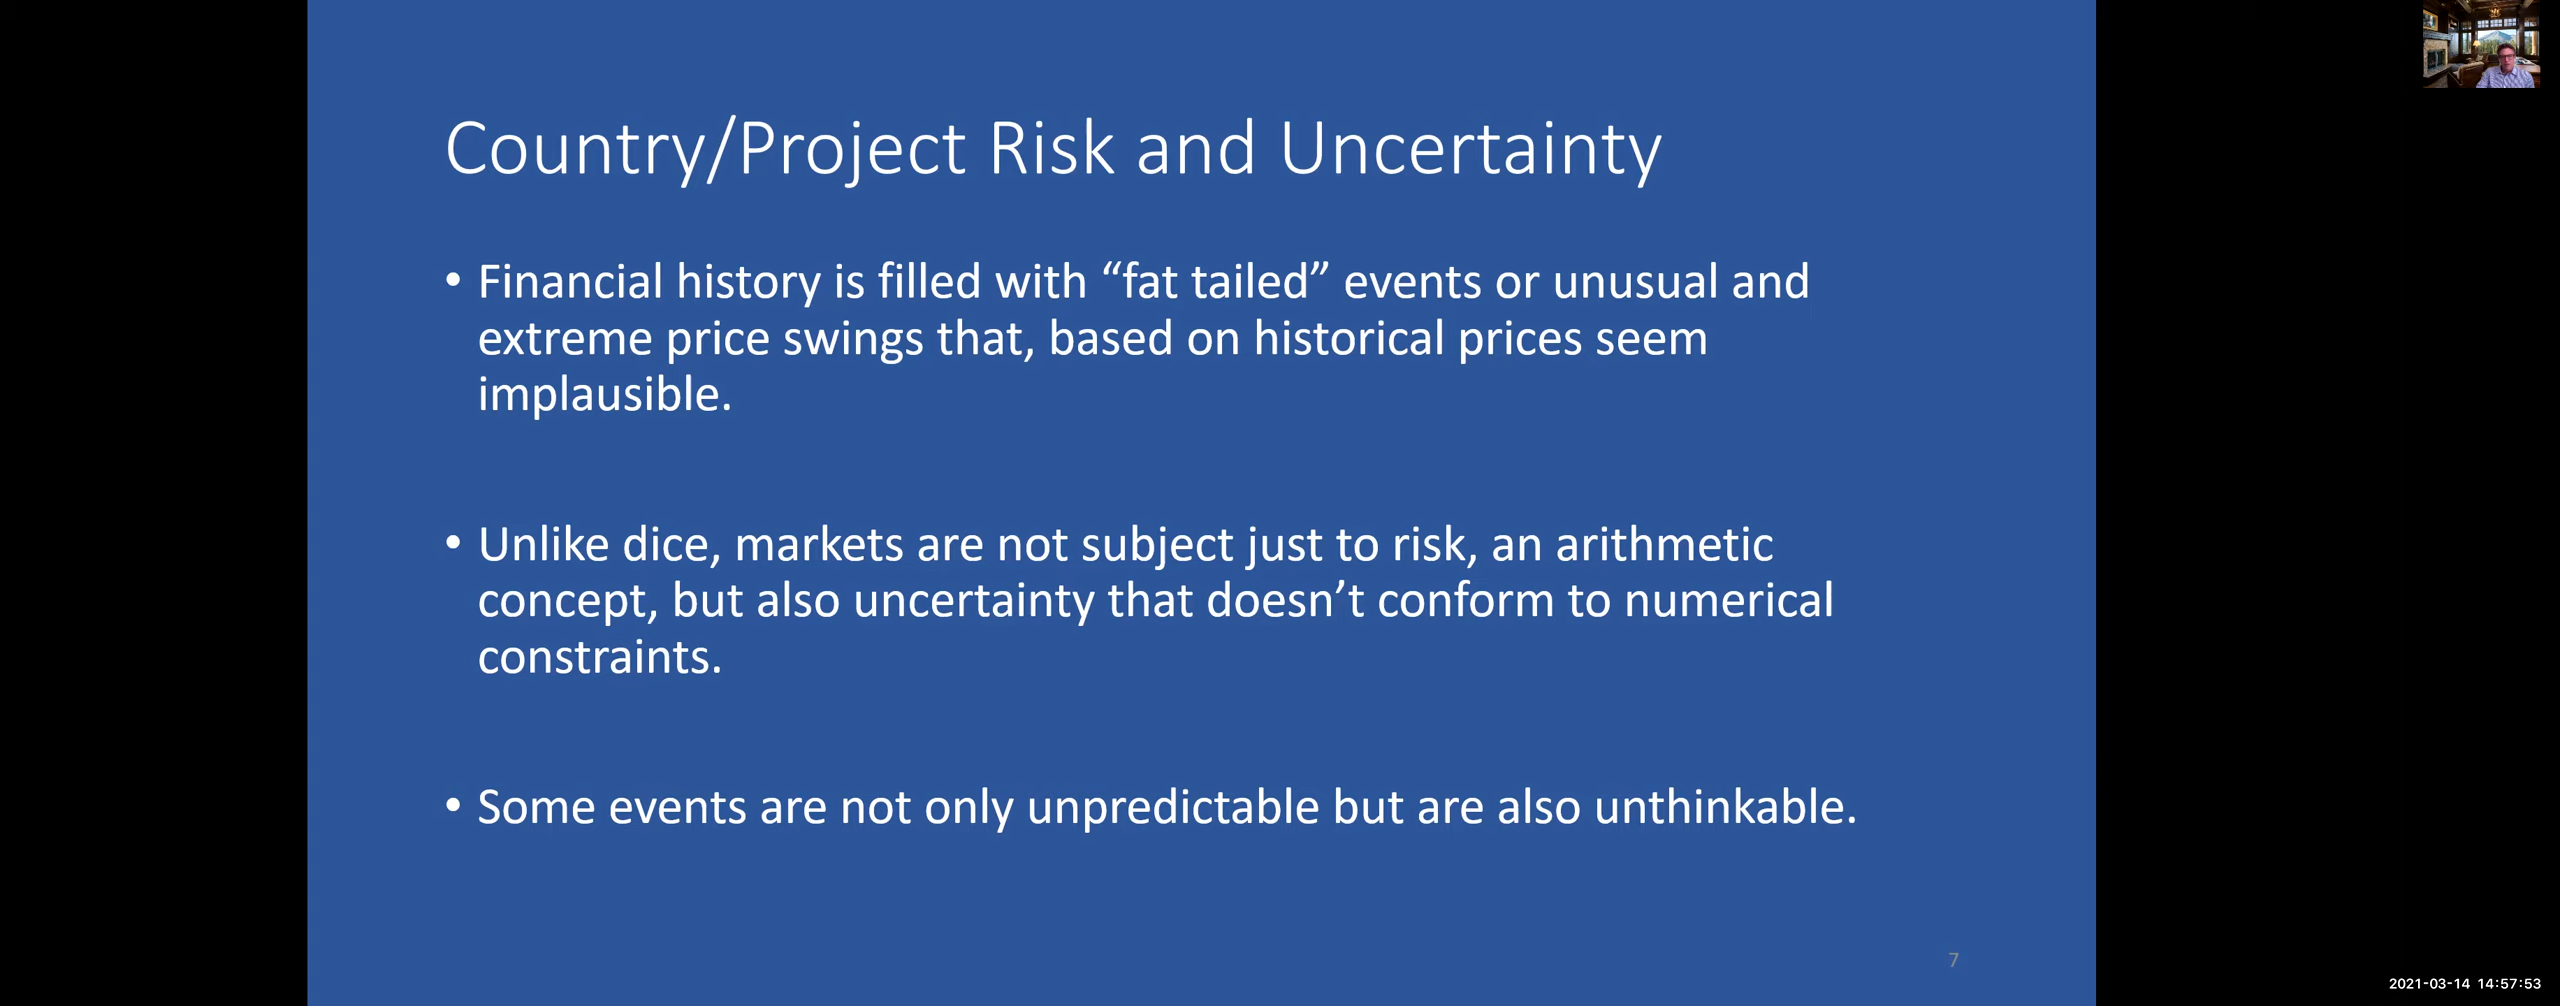 Country/Project Risk and Uncertainty
• Financial history is filled with “fat tailed” events or unusual and
extreme price swings that, based on historical prices seem
implausible.
• Unlike dice, markets are not subject just to risk, an arithmetic
concept, but also uncertainty that doesn’t conform to numerical
constraints.
• Some events are not only unpredictable but are also unthinkable.
7
2021-03-14 14:57:53